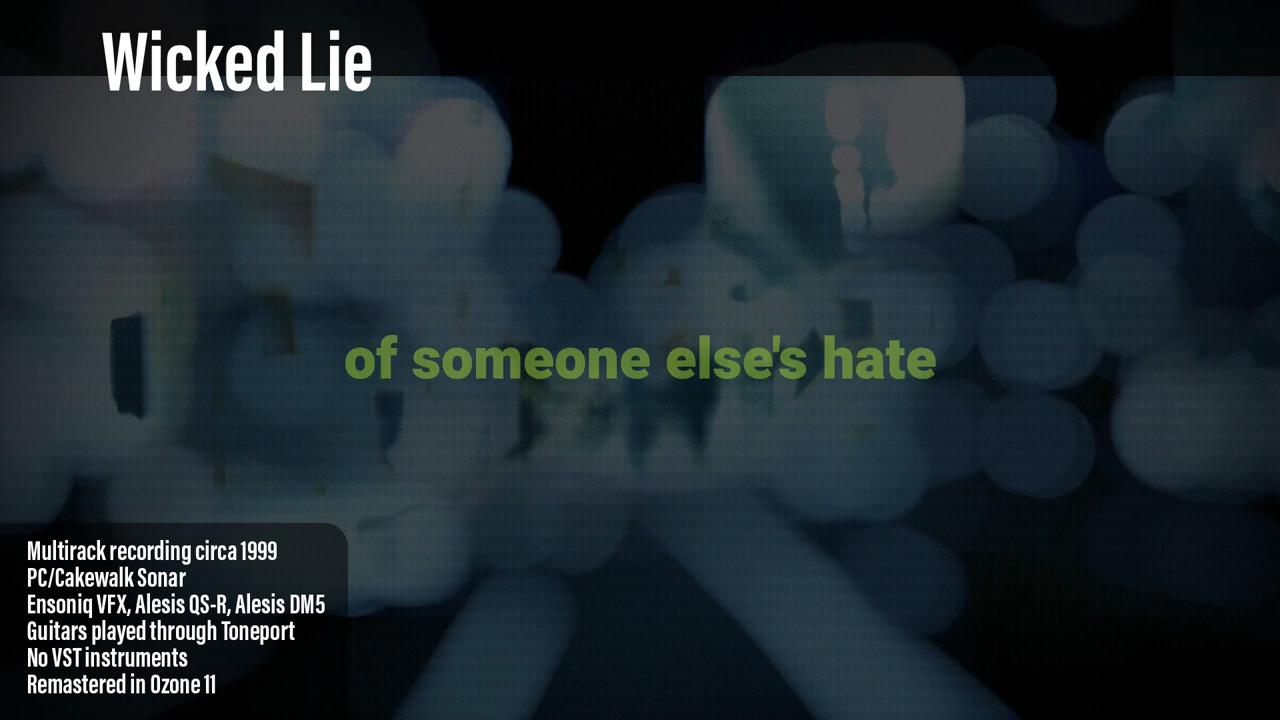 Wicked Lie
of someone else's hate
Multirack recording circa 1999
PC/Cakewalk Sonar
Ensoniq VFX, Alesis QS-R, Alesis DM5
Guitars played through Toneport
No VST instruments
Remastered in Ozone 11